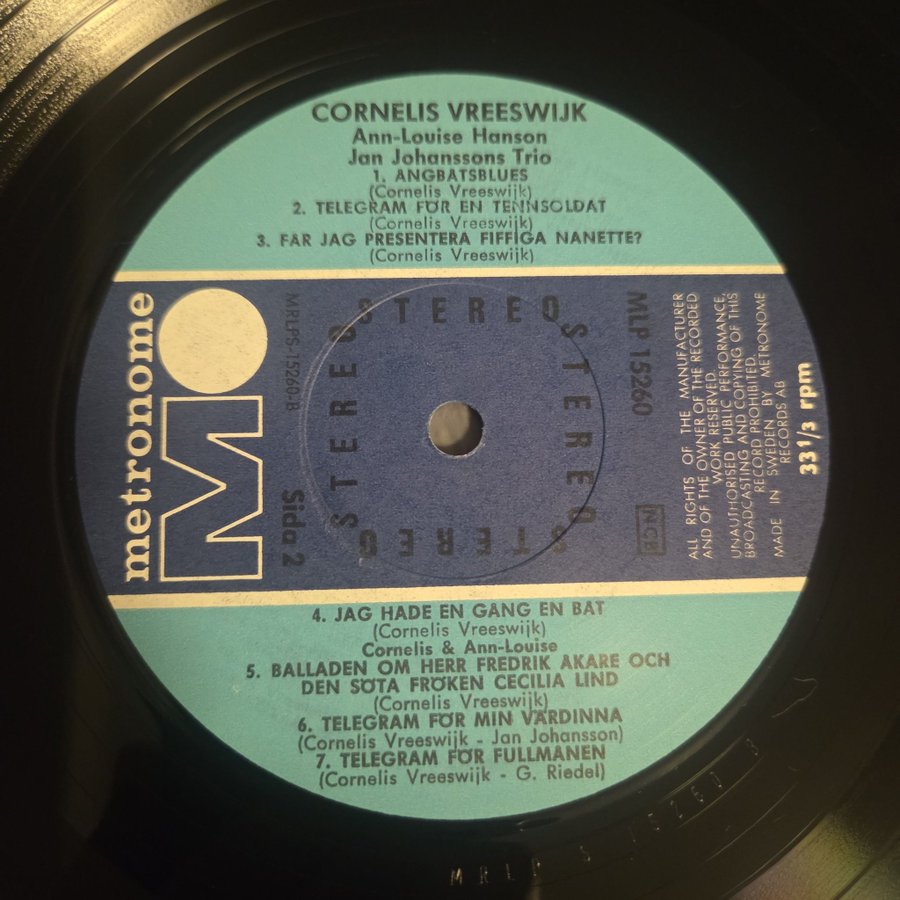 CORNELIS VREESWIJK
Ann-Louise Hanson
Jan Johanssons Trio
1. ANGBATSBLUES
(Cornelis Vreeswijk)
2. TELEGRAM FÖR EN TENNSOLDAT
(Cornelis Vreeswijk)
3. FÅR JAG PRESENTERA FIFFIGA NANETTE?
(Cornelis Vreeswijk)
metronome
M
MRLPS-15260-B
STEREO
STEREO
STEREO
STEREO
Sida 2
MLP 15260
NCB
ALL RIGHTS OF THE MANUFACTURER
AND OF THE OWNER OF THE RECORDED
WORK RESERVED.
UNAUTHORISED PUBLIC PERFORMANCE,
BROADCASTING AND COPYING OF THIS
RECORD PROHIBITED.
MADE IN SWEDEN BY METRONOME
RECORDS AB
33 1/3 rpm
4. JAG HADE EN GÅNG EN BÅT
(Cornelis Vreeswijk)
Cornelis & Ann-Louise
5. BALLADEN OM HERR FREDRIK ÅKARE OCH
DEN SÖTA FRÖKEN CECILIA LIND
(Cornelis Vreeswijk)
6. TELEGRAM FÖR MIN VÄRDINNA
(Cornelis Vreeswijk - Jan Johansson)
7. TELEGRAM FÖR FULLMÅNEN
(Cornelis Vreeswijk - G. Riedel)
MRLP S 15260 B